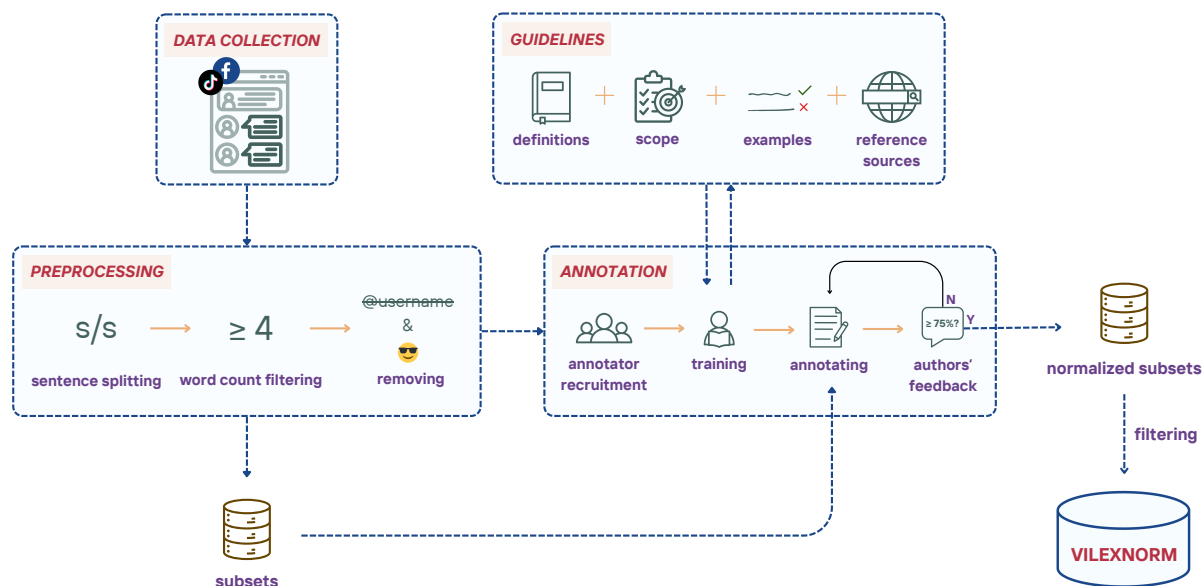 DATA COLLECTION
GUIDELINES
definitions
scope
examples
reference
sources
PREPROCESSING
s/s
≥ 4
@username
&
sentence splitting
word count filtering
removing
ANNOTATION
annotator
recruitment
training
annotating
≥ 75%?
N
Y
authors'
feedback
normalized subsets
filtering
VILEXNORM
subsets